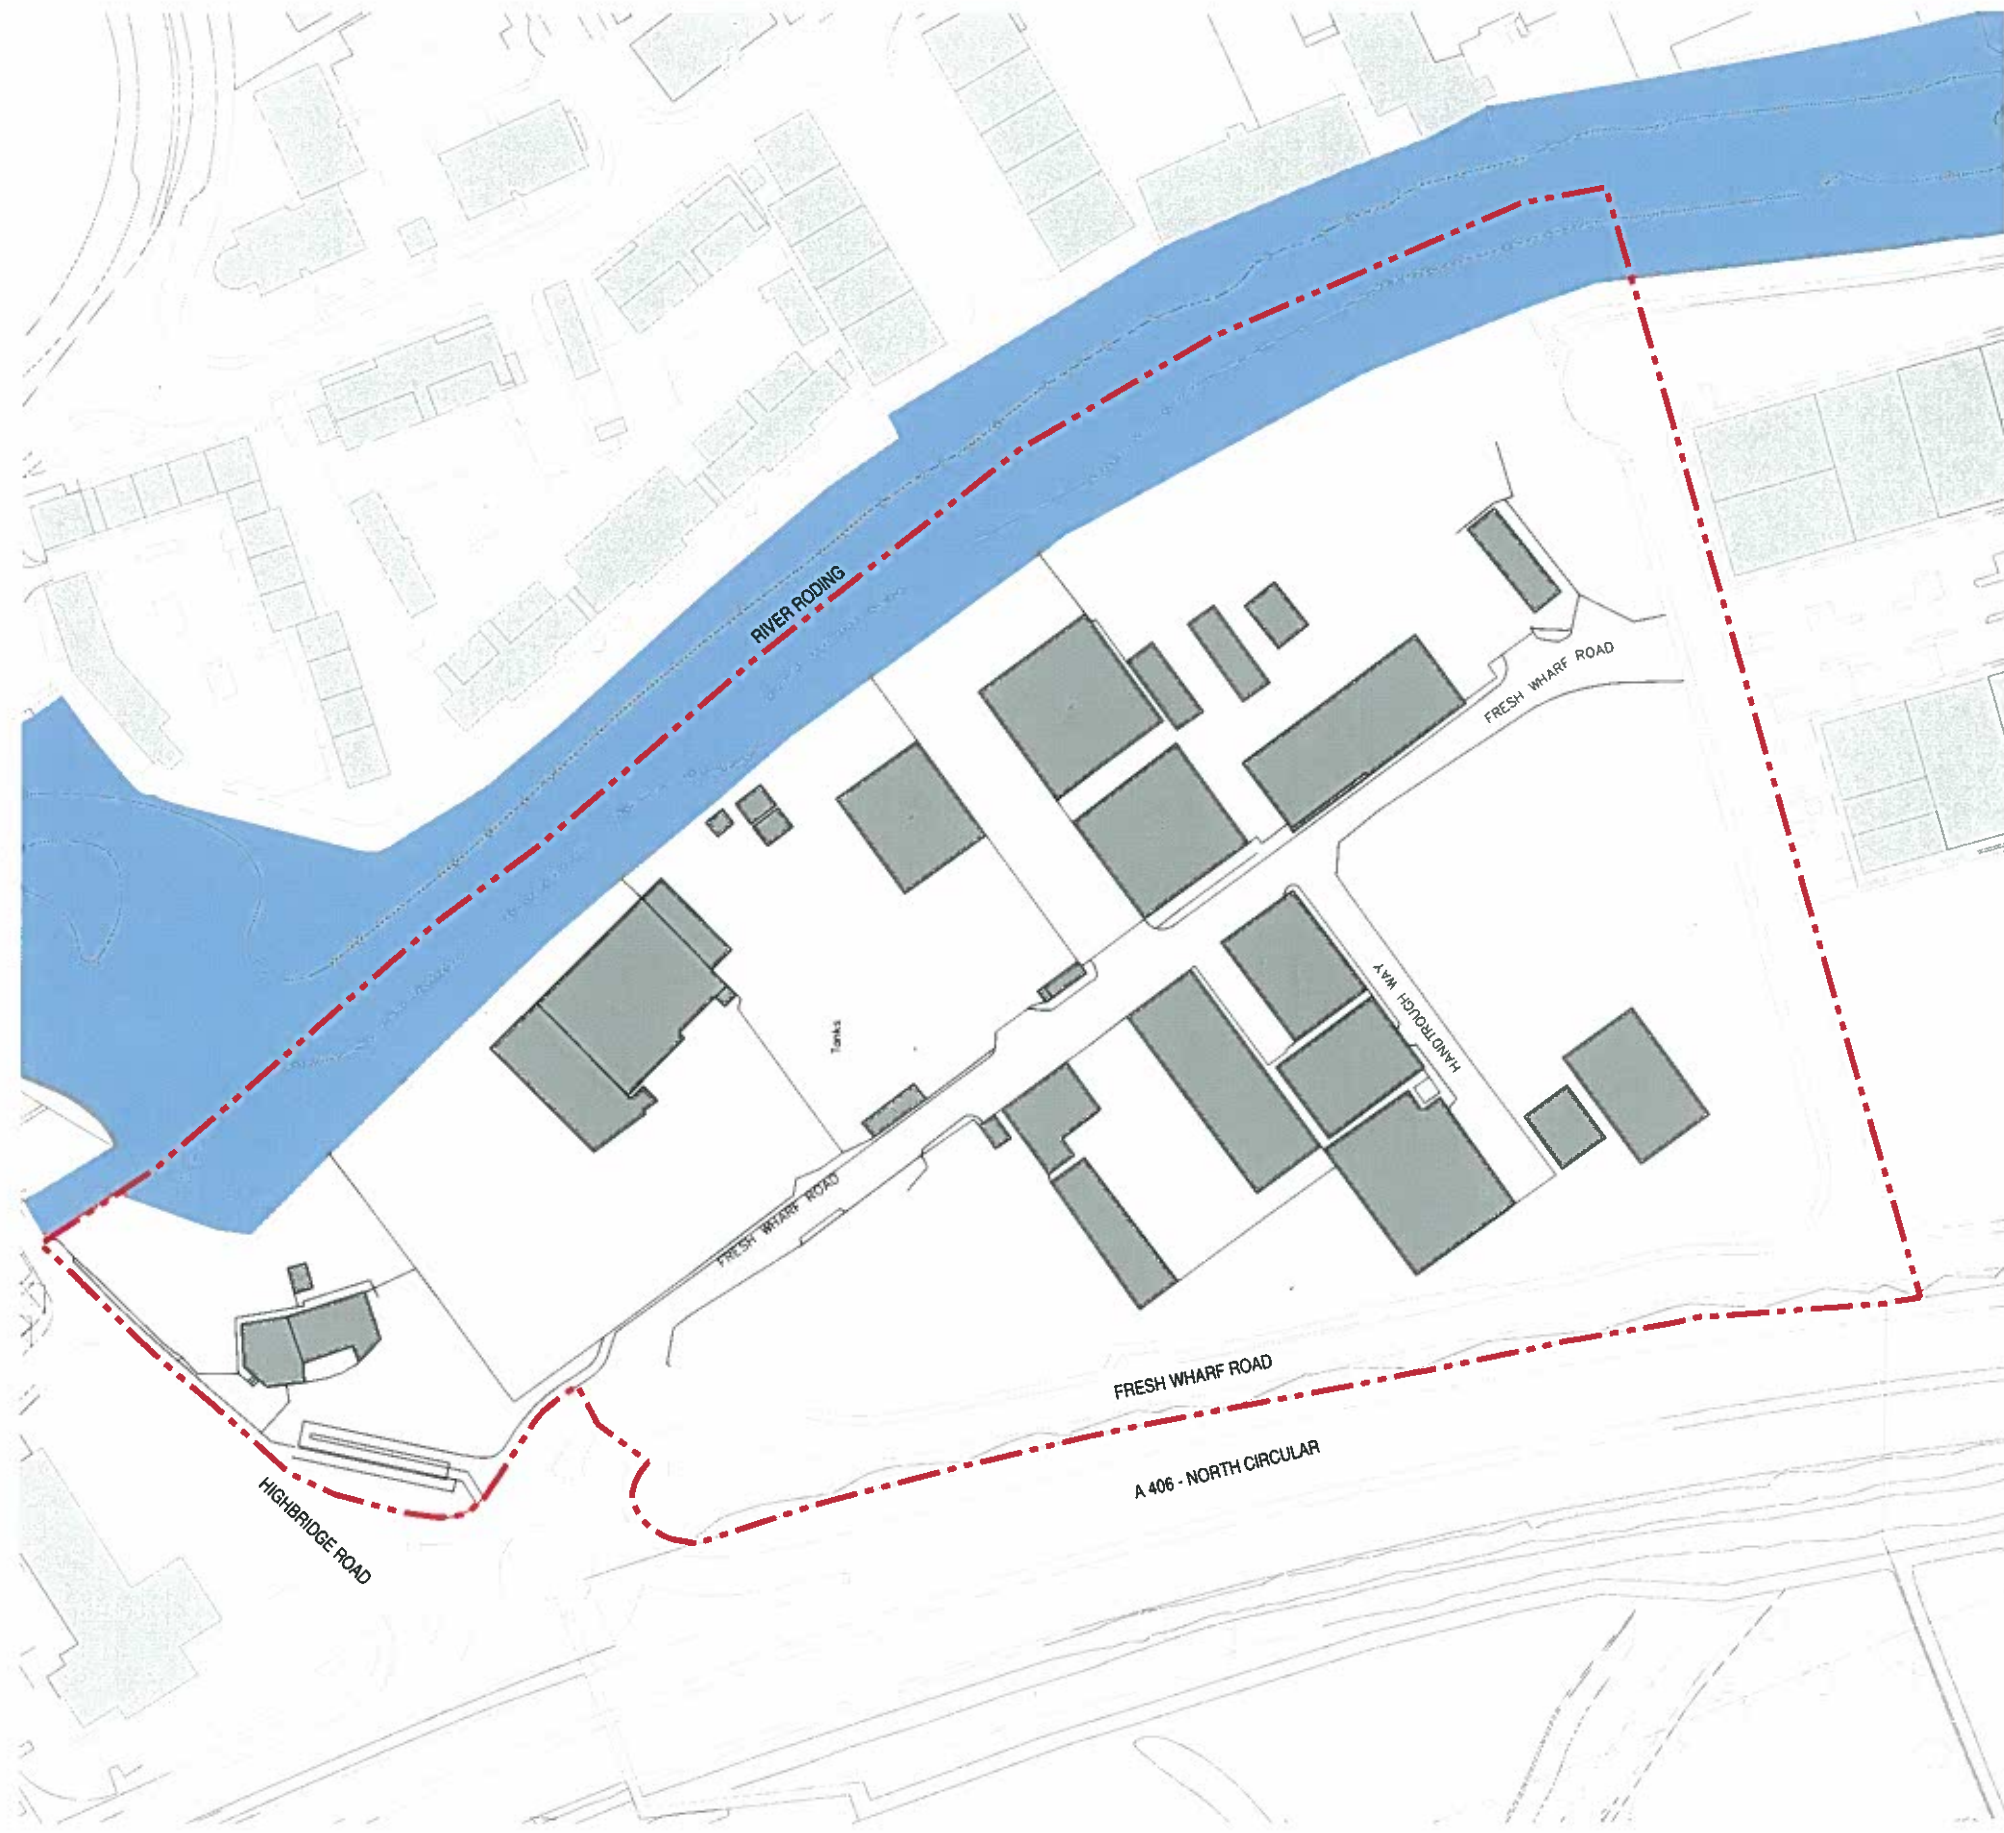 RIVER RODING
FRESH WHARF ROAD
HANDTROUGH WAY
Tanks
FRESH WHARF ROAD
FRESH WHARF ROAD
A 406 - NORTH CIRCULAR
HIGHBRIDGE ROAD